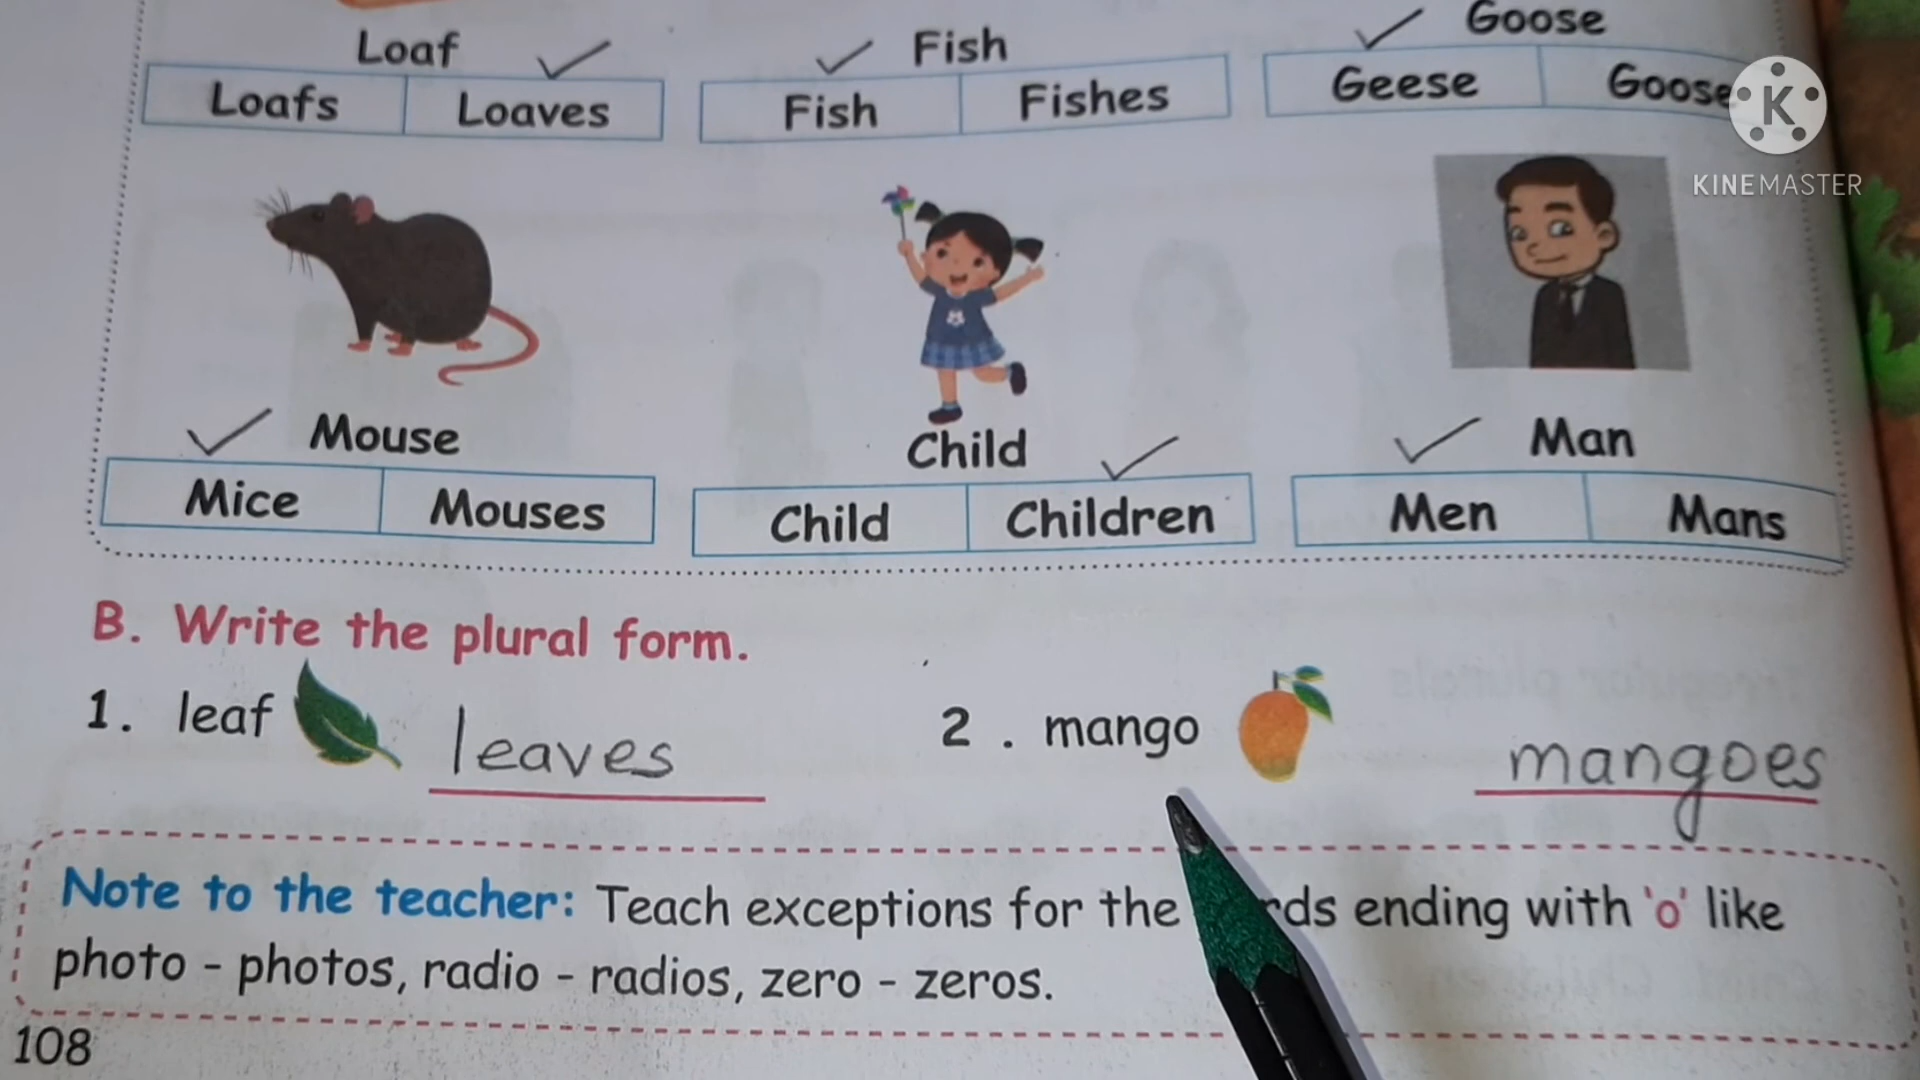 Loaf Fish Goose
Loafs Loaves Fish Fishes Geese Goose
KINEMASTER
Mouse Child Man
Mice Mouses Child Children Men Mans
B. Write the plural form.
1. leaf leaves 2 . mango mangoes
Note to the teacher: Teach exceptions for the ending with 'o' like
photo - photos, radio - radios, zero - zeros.
108